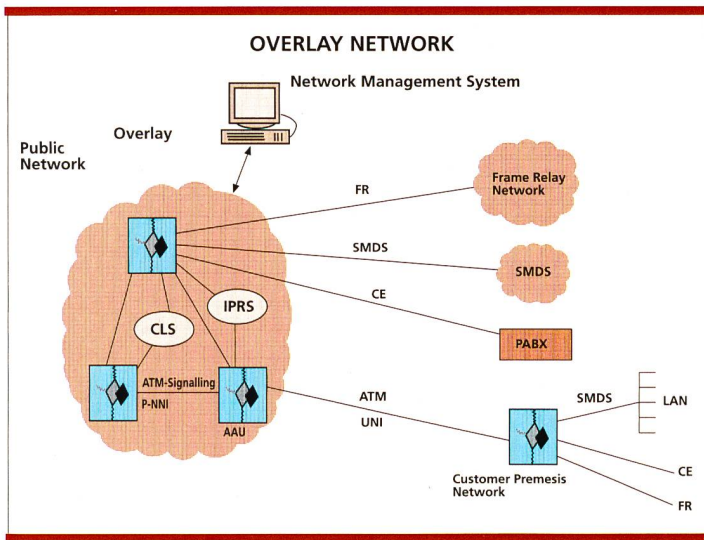 OVERLAY NETWORK
Network Management System
Overlay
Public
Network
FR
Frame Relay
Network
SMDS
SMDS
CE
IPRS
CLS
PABX
ATM-Signalling
P-NNI
AAU
ATM
UNI
SMDS
LAN
Customer Premesis
Network
CE
FR